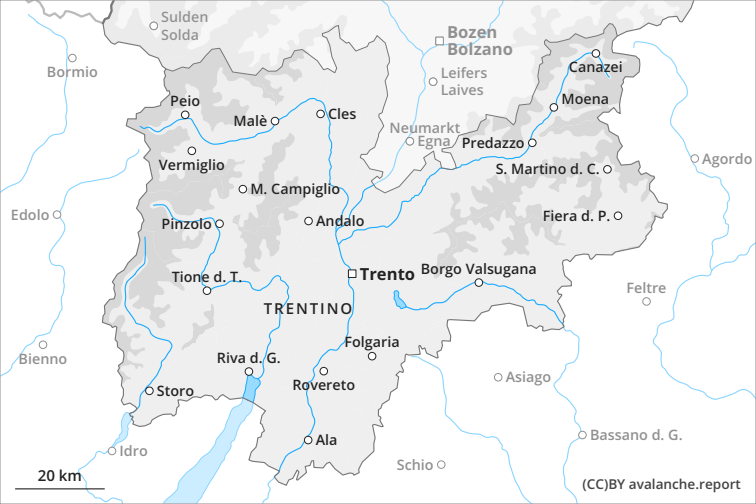 Sulden
Solda
Bozen
Bolzano
Bormio
Canazei
Leifers
Laives
Peio
Moena
Malè
Cles
Neumarkt
Egna
Predazzo
Vermiglio
Agordo
S. Martino d. C.
M. Campiglio
Edolo
Pinzolo
Andalo
Fiera d. P.
Tione d. T.
Trento
Borgo Valsugana
Feltre
TRENTINO
Folgaria
Bienno
Riva d. G.
Rovereto
Asiago
Storo
Ala
Bassano d. G.
Idro
Schio
20 km
(CC)BY avalanche.report